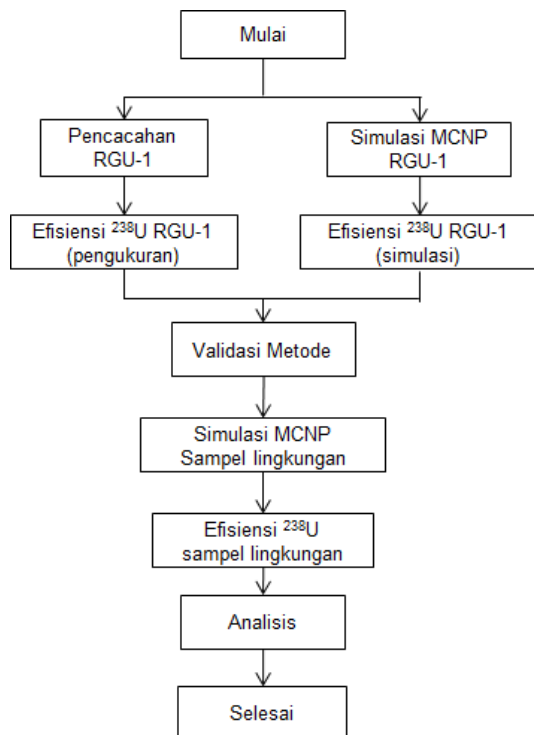 Mulai
Pencacahan
RGU-1
Simulasi MCNP
RGU-1
Efisiensi ²³⁸U RGU-1
(pengukuran)
Efisiensi ²³⁸U RGU-1
(simulasi)
Validasi Metode
Simulasi MCNP
Sampel lingkungan
Efisiensi ²³⁸U
sampel lingkungan
Analisis
Selesai